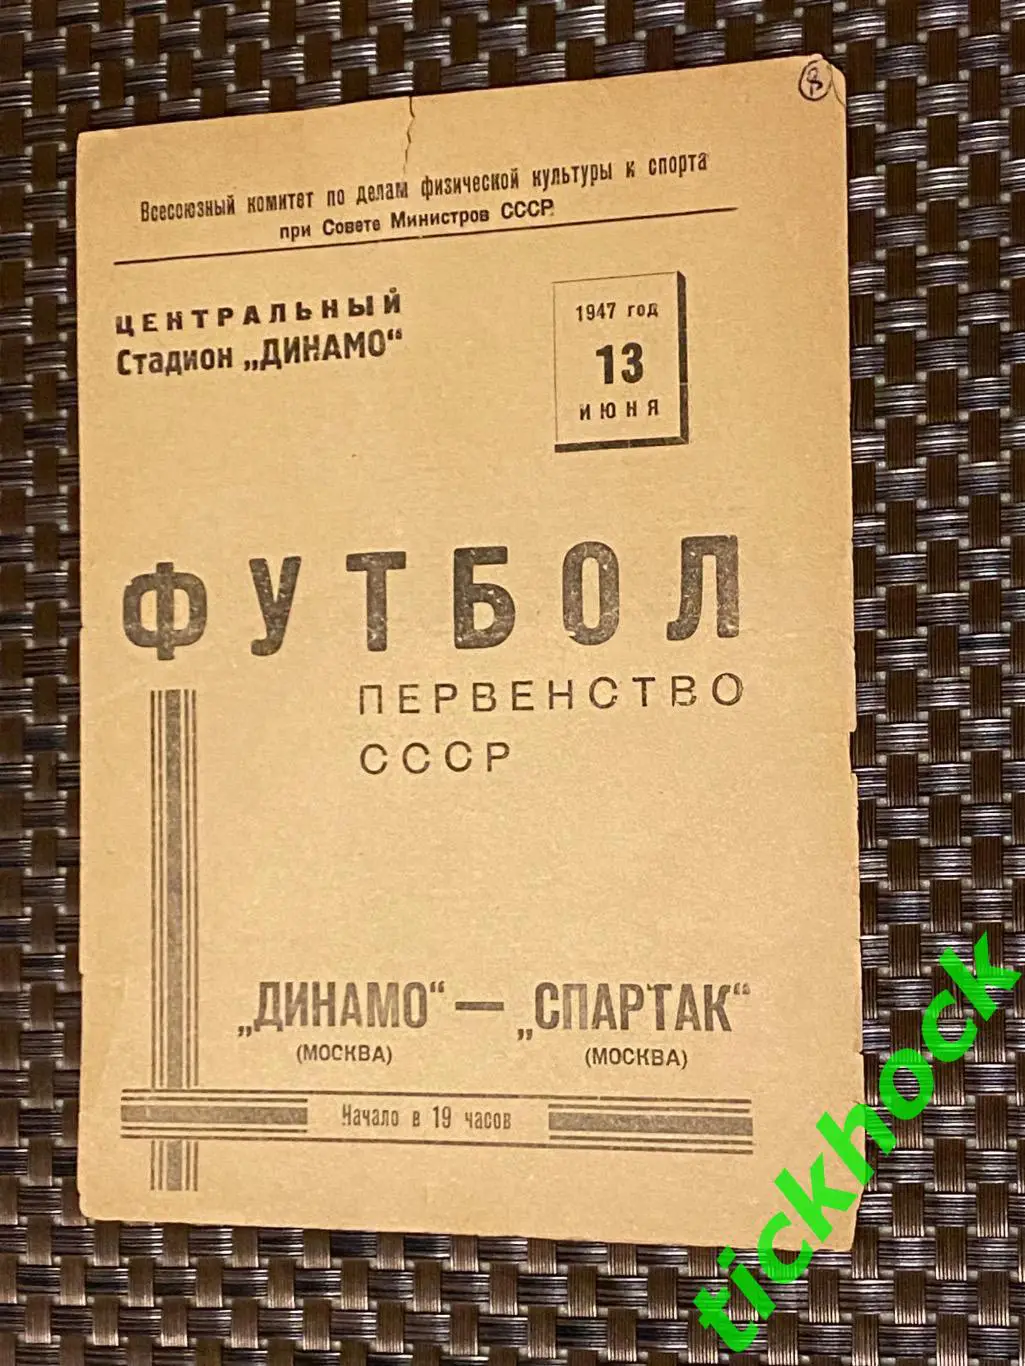 8
Всесоюзный комитет по делам физической культуры и спорта
при Совете Министров СССР.
ЦЕНТРАЛЬНЫЙ
Стадион „ДИНАМО“
1947 год
13
ИЮНЯ
ФУТБОЛ
ПЕРВЕНСТВО
СССР
„ДИНАМО“ — „СПАРТАК“
(МОСКВА) (МОСКВА)
Начало в 19 часов
tickhock